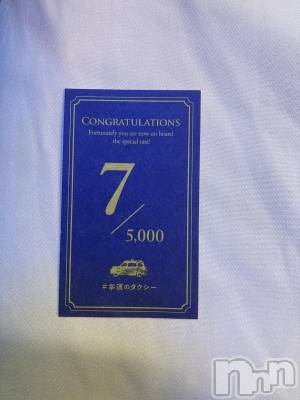 CONGRATULATIONS
Fortunately you are now on board
the special taxi!
7/5,000
#幸運のタクシー